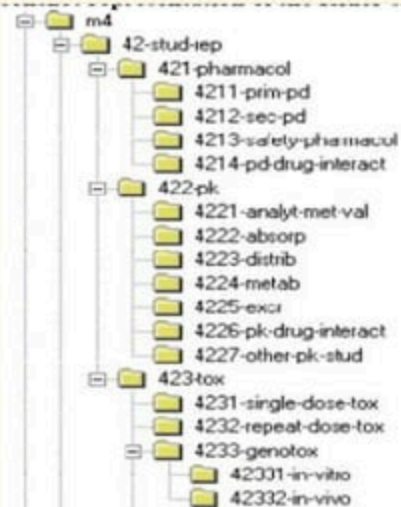 m4
42-stud-rep
421-pharmacol
4211-prim-pd
4212-sec-pd
4213-safety-pharmacol
4214-pd-drug-interact
422-pk
4221-analyt-met-val
4222-absorp
4223-distrib
4224-metab
4225-excr
4226-pk-drug-interact
4227-other-pk-stud
423-tox
4231-single-dose-tox
4232-repeat-dose-tox
4233-genotox
42331-in-vitro
42332-in-vivo